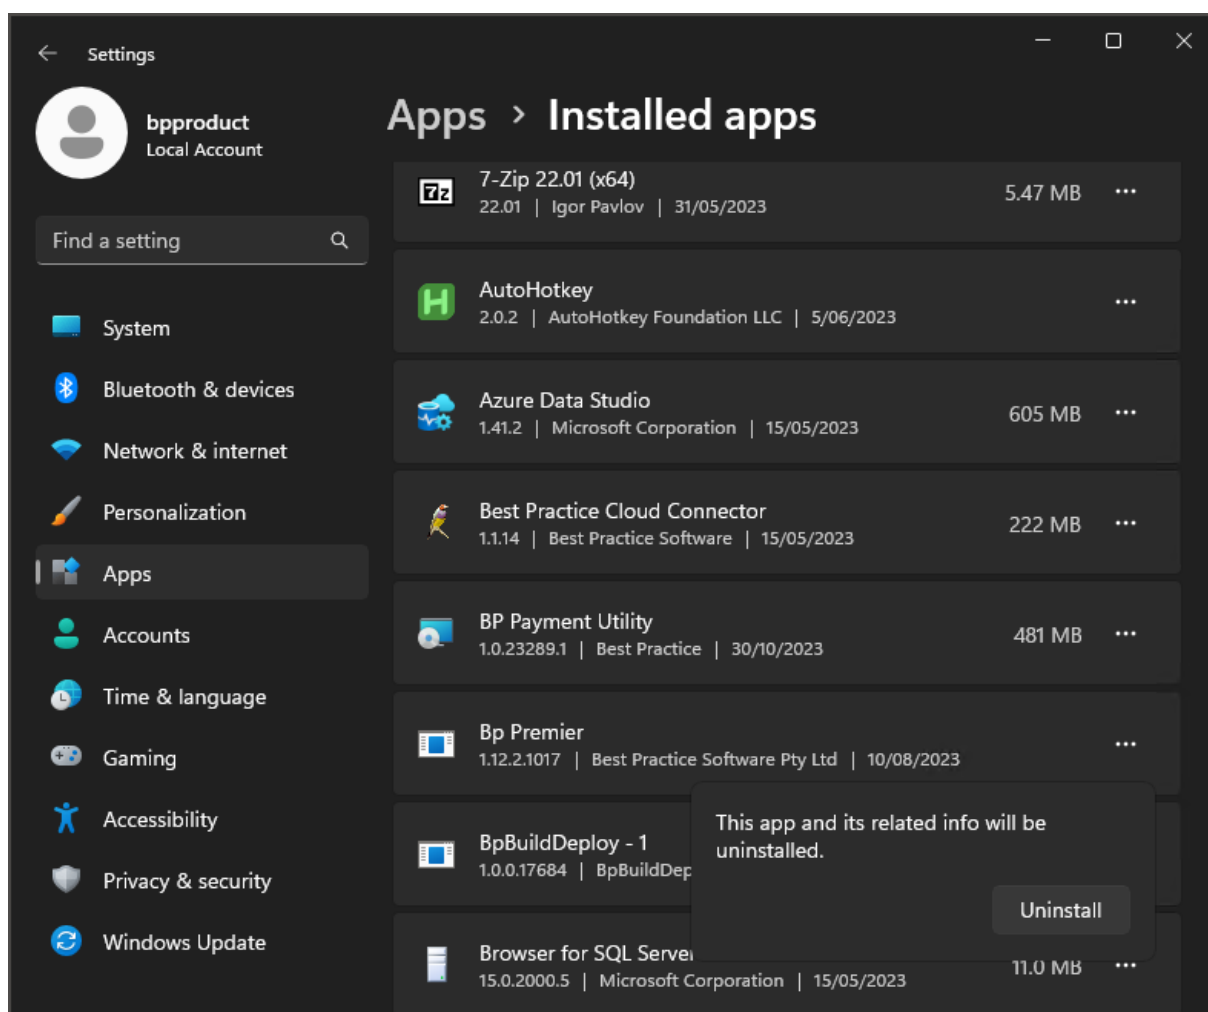 Settings
bpproduct
Local Account
Find a setting
System
Bluetooth & devices
Network & internet
Personalization
Apps
Accounts
Time & language
Gaming
Accessibility
Privacy & security
Windows Update
Apps > Installed apps
7-Zip 22.01 (x64)
22.01 | Igor Pavlov | 31/05/2023
5.47 MB
AutoHotkey
2.0.2 | AutoHotkey Foundation LLC | 5/06/2023
Azure Data Studio
1.41.2 | Microsoft Corporation | 15/05/2023
605 MB
Best Practice Cloud Connector
1.1.14 | Best Practice Software | 15/05/2023
222 MB
BP Payment Utility
1.0.23289.1 | Best Practice | 30/10/2023
481 MB
Bp Premier
1.12.2.1017 | Best Practice Software Pty Ltd | 10/08/2023
This app and its related info will be
uninstalled.
Uninstall
BpBuildDeploy - 1
1.0.0.17684 | BpBuildDep
Browser for SQL Server
15.0.2000.5 | Microsoft Corporation | 15/05/2023
11.0 MB